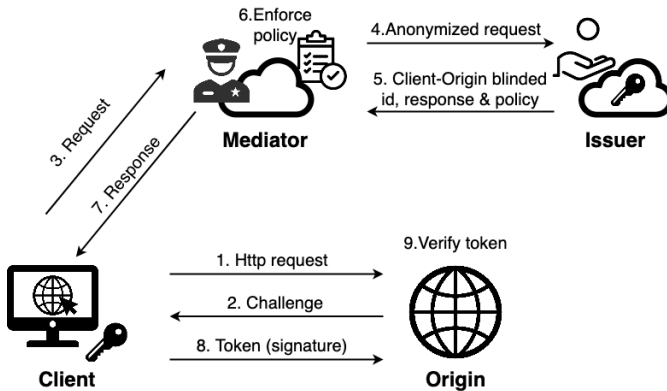 6.Enforce
policy
4.Anonymized request
5. Client-Origin blinded
id, response & policy
Mediator
Issuer
3. Request
7. Response
1. Http request
9.Verify token
2. Challenge
8. Token (signature)
Client
Origin